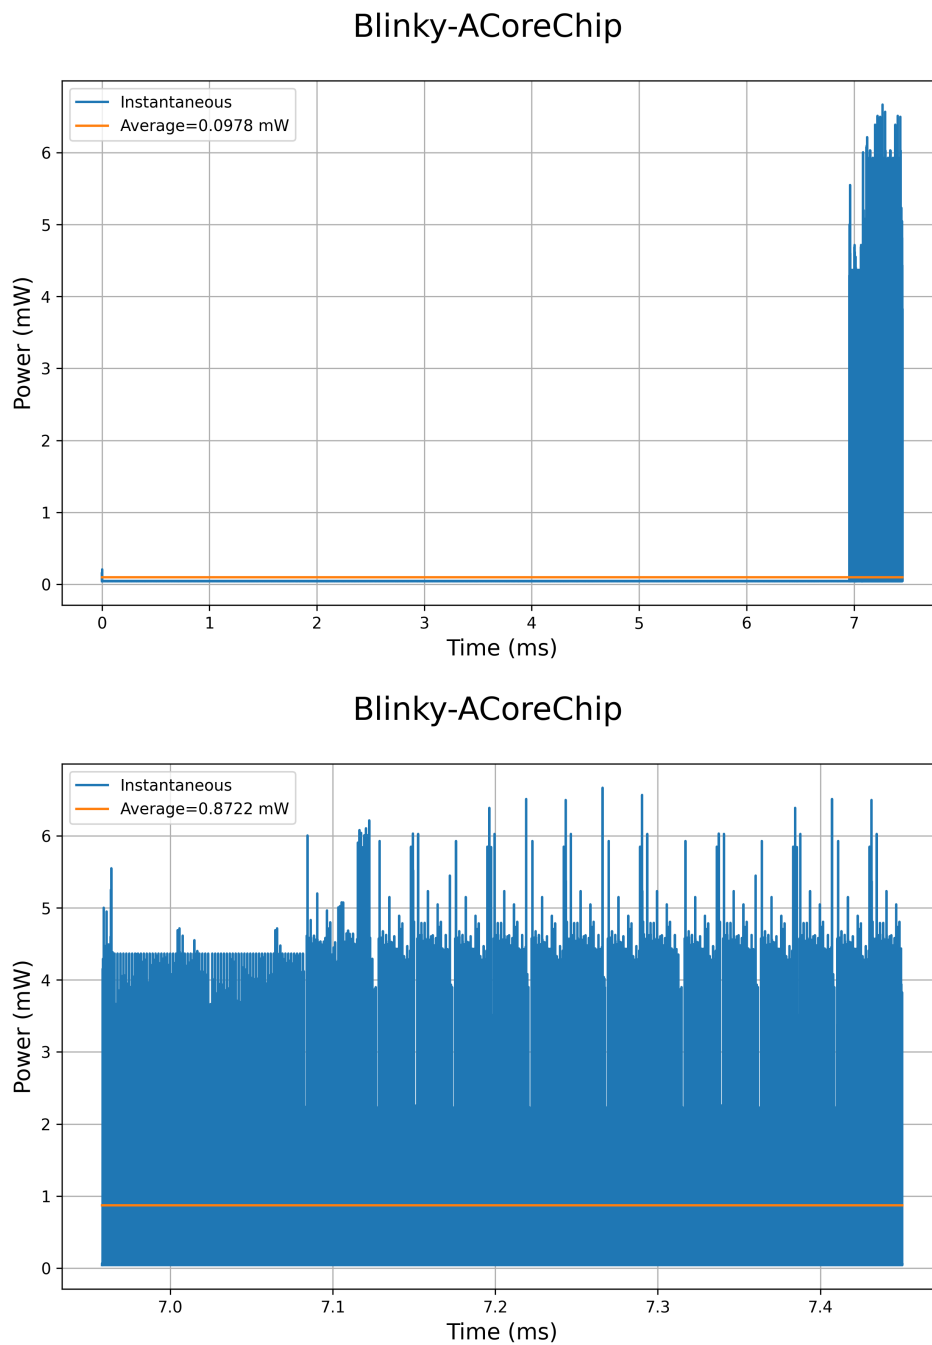 Blinky-ACoreChip
Instantaneous
Average=0.0978 mW
6
5
4
3
2
1
0
Power (mW)
0 1 2 3 4 5 6 7
Time (ms)
Blinky-ACoreChip
Instantaneous
Average=0.8722 mW
6
5
4
3
2
1
0
Power (mW)
7.0 7.1 7.2 7.3 7.4
Time (ms)